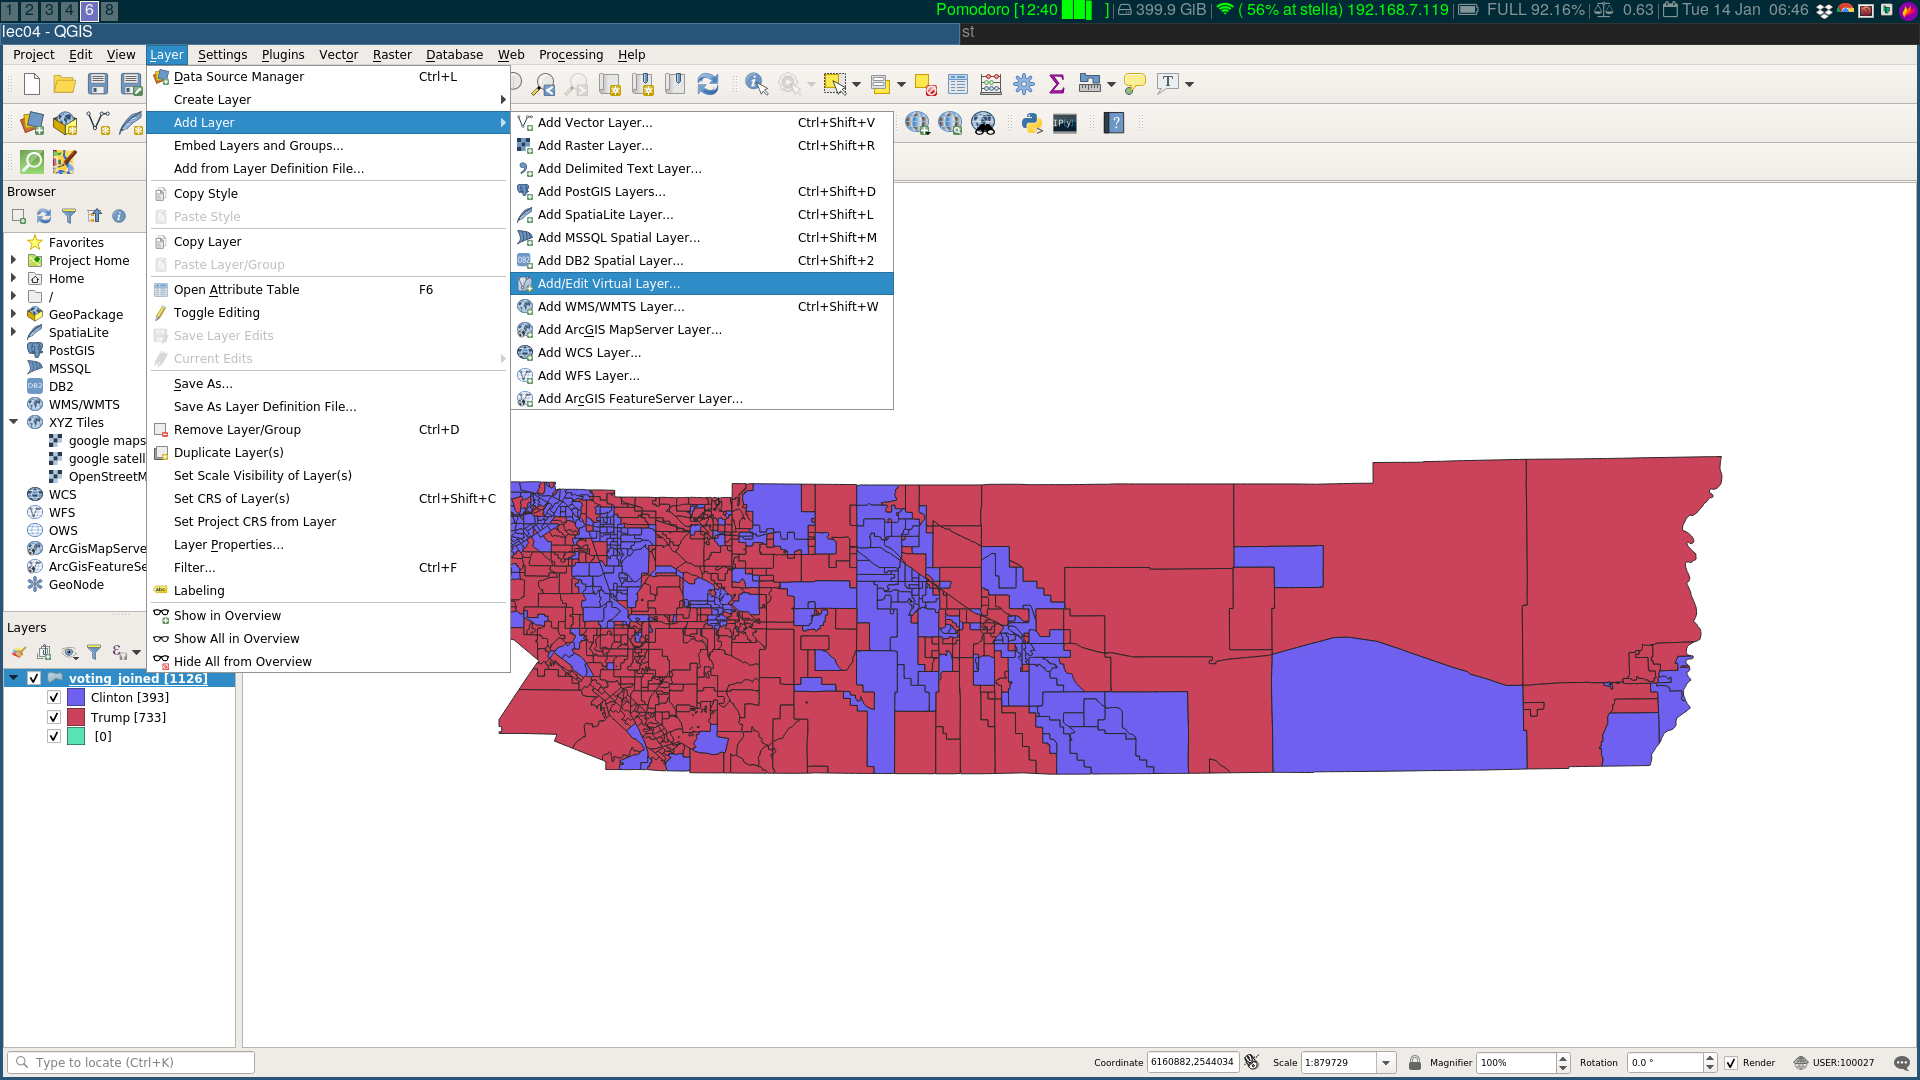 1 2 3 4 6 8
Pomodoro [12:40 ] | 399.9 GiB | ( 56% at stella) 192.168.7.119 | FULL 92.16% | 0.63 | Tue 14 Jan 06:46
lec04 - QGIS
st
Project Edit View Layer Settings Plugins Vector Raster Database Web Processing Help
Data Source Manager Ctrl+L
Create Layer
Add Layer
Embed Layers and Groups...
Add from Layer Definition File...
Copy Style
Paste Style
Copy Layer
Paste Layer/Group
Open Attribute Table F6
Toggle Editing
Save Layer Edits
Current Edits
Save As...
Save As Layer Definition File...
Remove Layer/Group Ctrl+D
Duplicate Layer(s)
Set Scale Visibility of Layer(s)
Set CRS of Layer(s) Ctrl+Shift+C
Set Project CRS from Layer
Layer Properties...
Filter... Ctrl+F
Labeling
Show in Overview
Show All in Overview
Hide All from Overview
Add Vector Layer... Ctrl+Shift+V
Add Raster Layer... Ctrl+Shift+R
Add Delimited Text Layer...
Add PostGIS Layers... Ctrl+Shift+D
Add SpatiaLite Layer... Ctrl+Shift+L
Add MSSQL Spatial Layer... Ctrl+Shift+M
Add DB2 Spatial Layer... Ctrl+Shift+2
Add/Edit Virtual Layer...
Add WMS/WMTS Layer... Ctrl+Shift+W
Add ArcGIS MapServer Layer...
Add WCS Layer...
Add WFS Layer...
Add ArcGIS FeatureServer Layer...
Browser
Favorites
Project Home
Home
/
GeoPackage
SpatiaLite
PostGIS
MSSQL
DB2
WMS/WMTS
XYZ Tiles
google maps
google satell
OpenStreetM
WCS
WFS
OWS
ArcGisMapServe
ArcGisFeatureSe
GeoNode
Layers
voting_joined [1126]
Clinton [393]
Trump [733]
[0]
Type to locate (Ctrl+K)
Coordinate 6160882,2544034 Scale 1:879729 Magnifier 100% Rotation 0.0 ° Render USER:100027